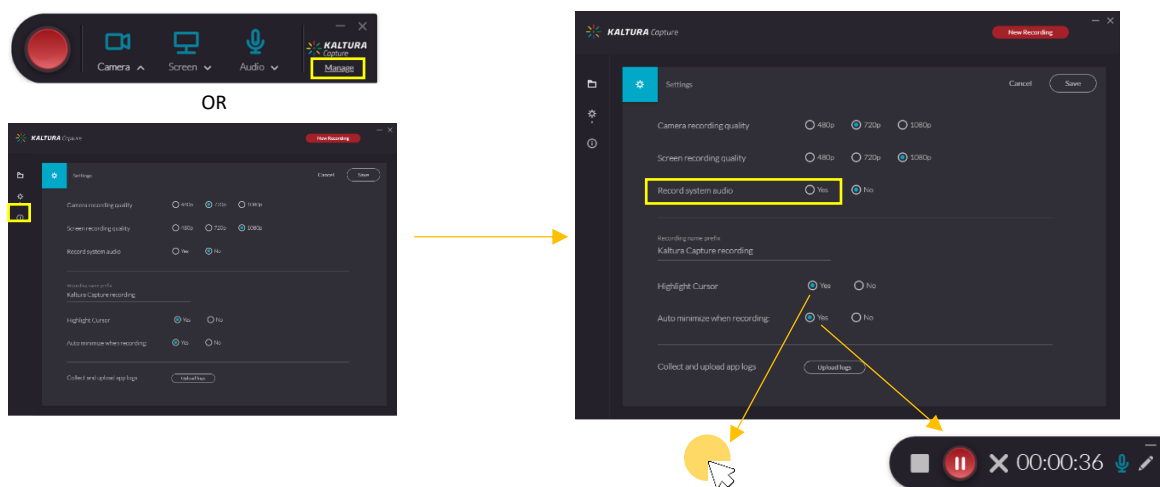 KALTURA
Capture
Camera
Screen
Audio
Manage
OR
KALTURA Capture
New Recording
Settings
Cancel
Save
Camera recording quality
480p
720p
1080p
Screen recording quality
480p
720p
1080p
Record system audio
Yes
No
Recording name prefix
Kaltura Capture recording
Highlight Cursor
Yes
No
Auto minimize when recording:
Yes
No
Collect and upload app logs
Upload logs
KALTURA Capture
New Recording
Settings
Cancel
Save
Camera recording quality
480p
720p
1080p
Screen recording quality
480p
720p
1080p
Record system audio
Yes
No
Recording name prefix
Kaltura Capture recording
Highlight Cursor
Yes
No
Auto minimize when recording:
Yes
No
Collect and upload app logs
Upload logs
00:00:36